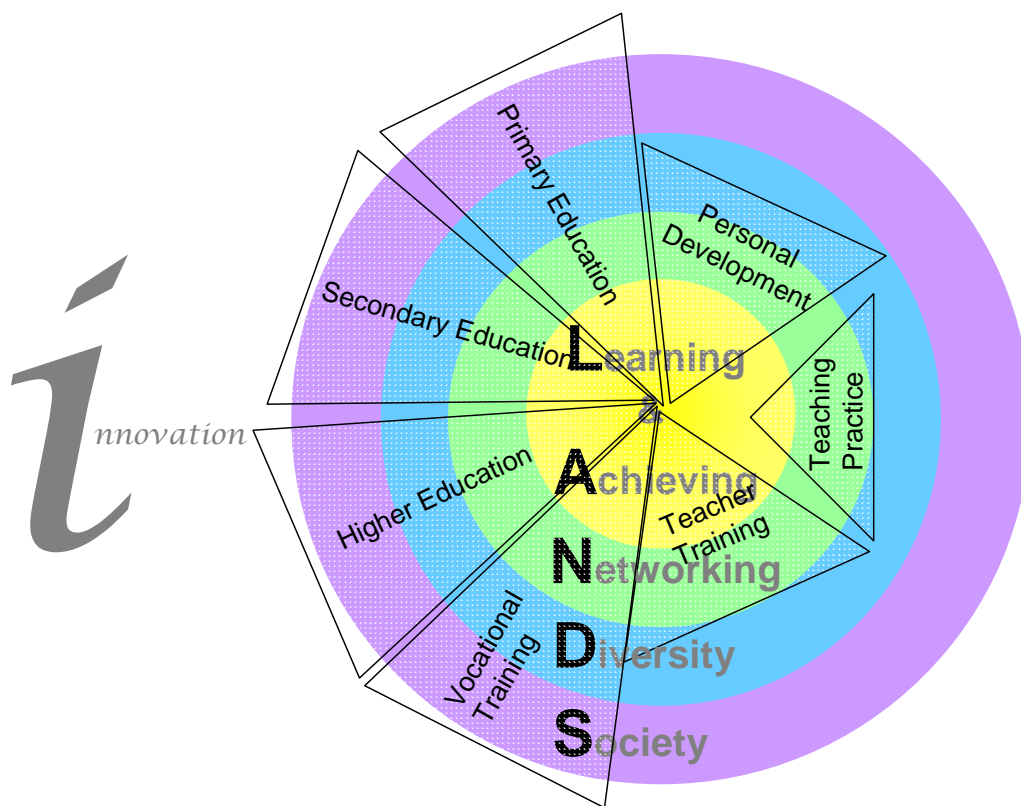 innovation
Primary Education
Secondary Education
Higher Education
Vocational
Training
Personal
Development
Teaching
Practice
Teacher
Training
Learning
&
Achieving
Networking
Diversity
Society